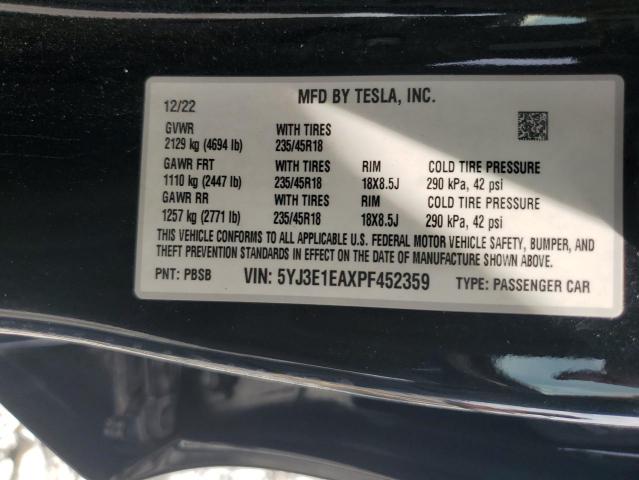 MFD BY TESLA, INC.
12/22
GVWR WITH TIRES
2129 kg (4694 lb) 235/45R18
GAWR FRT WITH TIRES RIM COLD TIRE PRESSURE
1110 kg (2447 lb) 235/45R18 18X8.5J 290 kPa, 42 psi
GAWR RR WITH TIRES RIM COLD TIRE PRESSURE
1257 kg (2771 lb) 235/45R18 18X8.5J 290 kPa, 42 psi
THIS VEHICLE CONFORMS TO ALL APPLICABLE U.S. FEDERAL MOTOR VEHICLE SAFETY, BUMPER, AND
THEFT PREVENTION STANDARDS IN EFFECT ON THE DATE OF MANUFACTURE SHOWN ABOVE.
PNT: PBSB VIN: 5YJ3E1EAXPF452359 TYPE: PASSENGER CAR